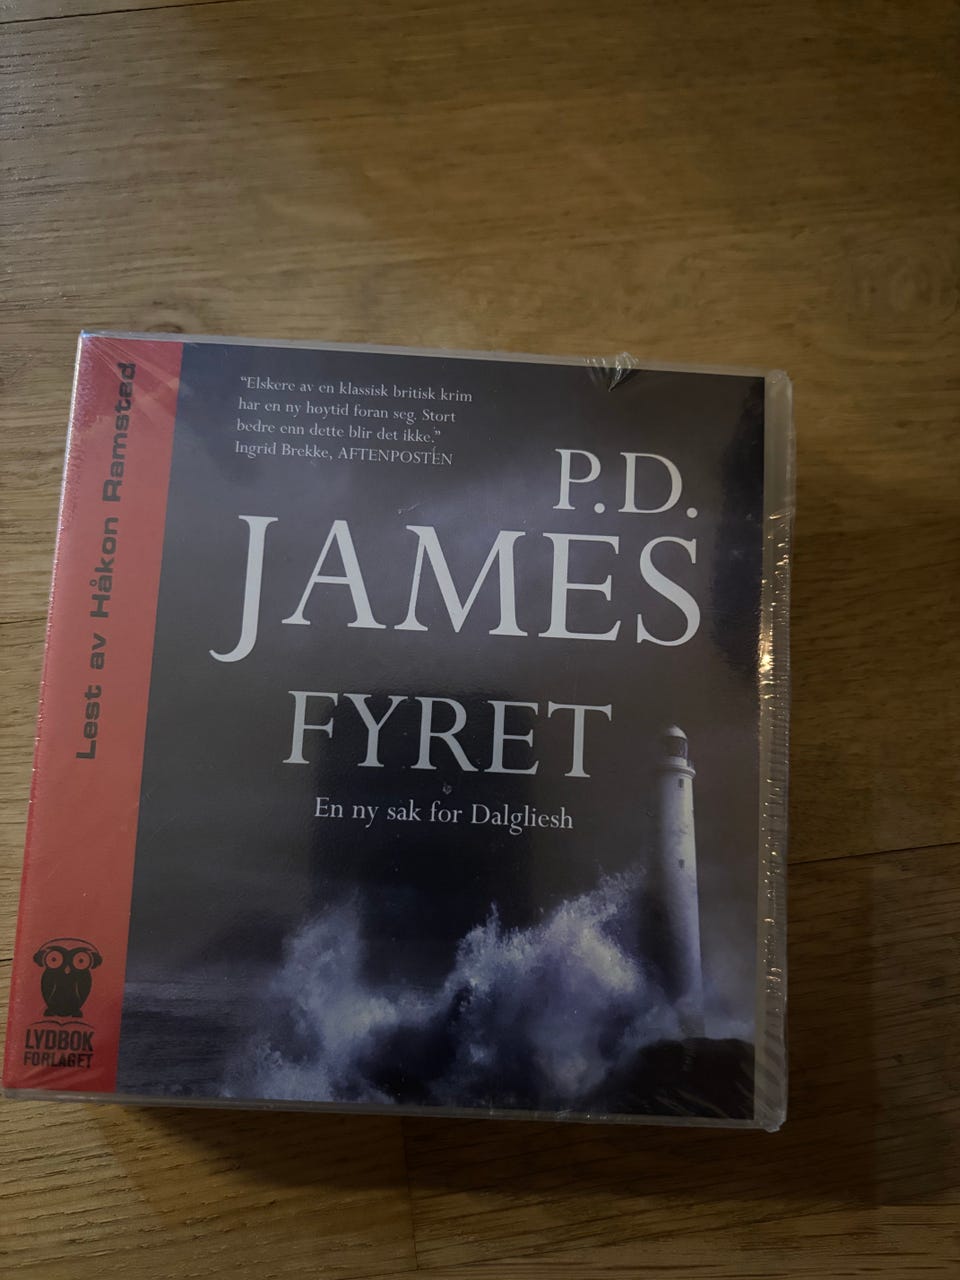 Lest av Håkon Ramstad
"Elskere av en klassisk britisk krim
har en ny høytid foran seg. Stort
bedre enn dette blir det ikke."
Ingrid Brekke, AFTENPOSTEN
P.D.
JAMES
FYRET
En ny sak for Dalgliesh
LYDBOK
FORLAGET